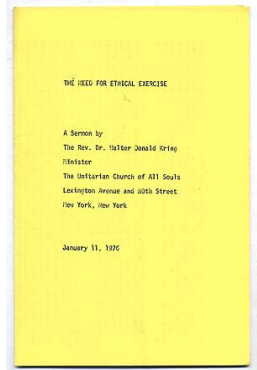 THE NEED FOR ETHICAL EXERCISE
A Sermon by
The Rev. Dr. Walter Donald Kring
Minister
The Unitarian Church of All Souls
Lexington Avenue and 80th Street
New York, New York
January 11, 1976